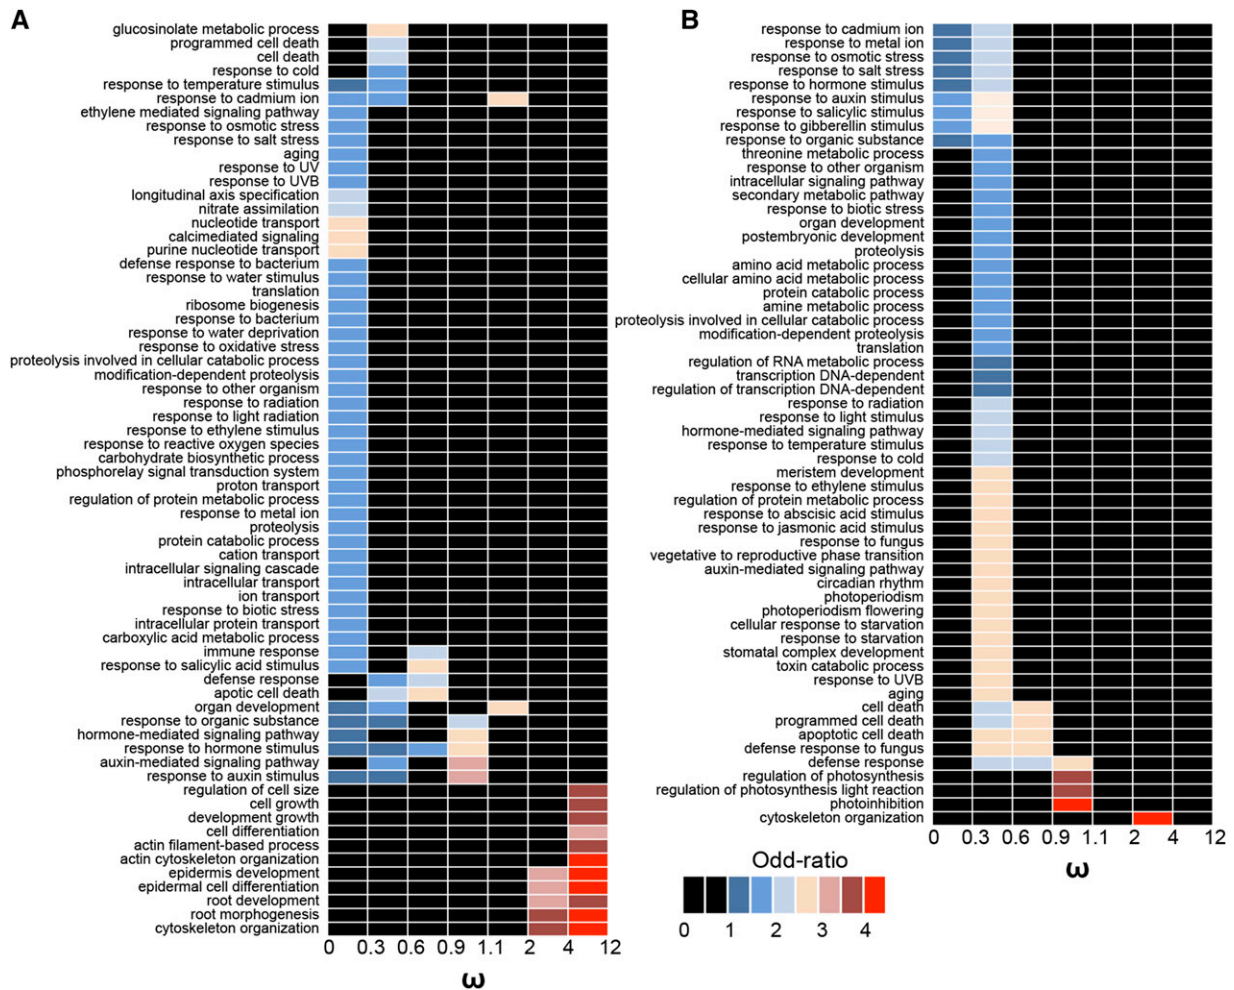 A
glucosinolate metabolic process
programmed cell death
cell death
response to cold
response to temperature stimulus
response to cadmium ion
ethylene mediated signaling pathway
response to osmotic stress
response to salt stress
aging
response to UV
response to UVB
longitudinal axis specification
nitrate assimilation
nucleotide transport
calcimediated signaling
purine nucleotide transport
defense response to bacterium
response to water stimulus
translation
ribosome biogenesis
response to bacterium
response to water deprivation
response to oxidative stress
proteolysis involved in cellular catabolic process
modification-dependent proteolysis
response to other organism
response to radiation
response to light radiation
response to ethylene stimulus
response to reactive oxygen species
carbohydrate biosynthetic process
phosphorelay signal transduction system
proton transport
regulation of protein metabolic process
response to metal ion
proteolysis
protein catabolic process
cation transport
intracellular signaling cascade
intracellular transport
ion transport
response to biotic stress
intracellular protein transport
carboxylic acid metabolic process
immune response
response to salicylic acid stimulus
defense response
apotic cell death
organ development
response to organic substance
hormone-mediated signaling pathway
response to hormone stimulus
auxin-mediated signaling pathway
response to auxin stimulus
regulation of cell size
cell growth
development growth
cell differentiation
actin filament-based process
actin cytoskeleton organization
epidermis development
epidermal cell differentiation
root development
root morphogenesis
cytoskeleton organization
0 0.3 0.6 0.9 1.1 2 4 12
ω
B
response to cadmium ion
response to metal ion
response to osmotic stress
response to salt stress
response to hormone stimulus
response to auxin stimulus
response to salicylic stimulus
response to gibberellin stimulus
response to organic substance
threonine metabolic process
response to other organism
intracellular signaling pathway
secondary metabolic pathway
response to biotic stress
organ development
postembryonic development
proteolysis
amino acid metabolic process
cellular amino acid metabolic process
protein catabolic process
amine metabolic process
proteolysis involved in cellular catabolic process
modification-dependent proteolysis
translation
regulation of RNA metabolic process
transcription DNA-dependent
regulation of transcription DNA-dependent
response to radiation
response to light stimulus
hormone-mediated signaling pathway
response to temperature stimulus
response to cold
meristem development
response to ethylene stimulus
regulation of protein metabolic process
response to abscisic acid stimulus
response to jasmonic acid stimulus
response to fungus
vegetative to reproductive phase transition
auxin-mediated signaling pathway
circadian rhythm
photoperiodism
photoperiodism flowering
cellular response to starvation
response to starvation
stomatal complex development
toxin catabolic process
response to UVB
aging
cell death
programmed cell death
apoptotic cell death
defense response to fungus
defense response
regulation of photosynthesis
regulation of photosynthesis light reaction
photoinhibition
cytoskeleton organization
0 0.3 0.6 0.9 1.1 2 4 12
ω
Odd-ratio
0 1 2 3 4